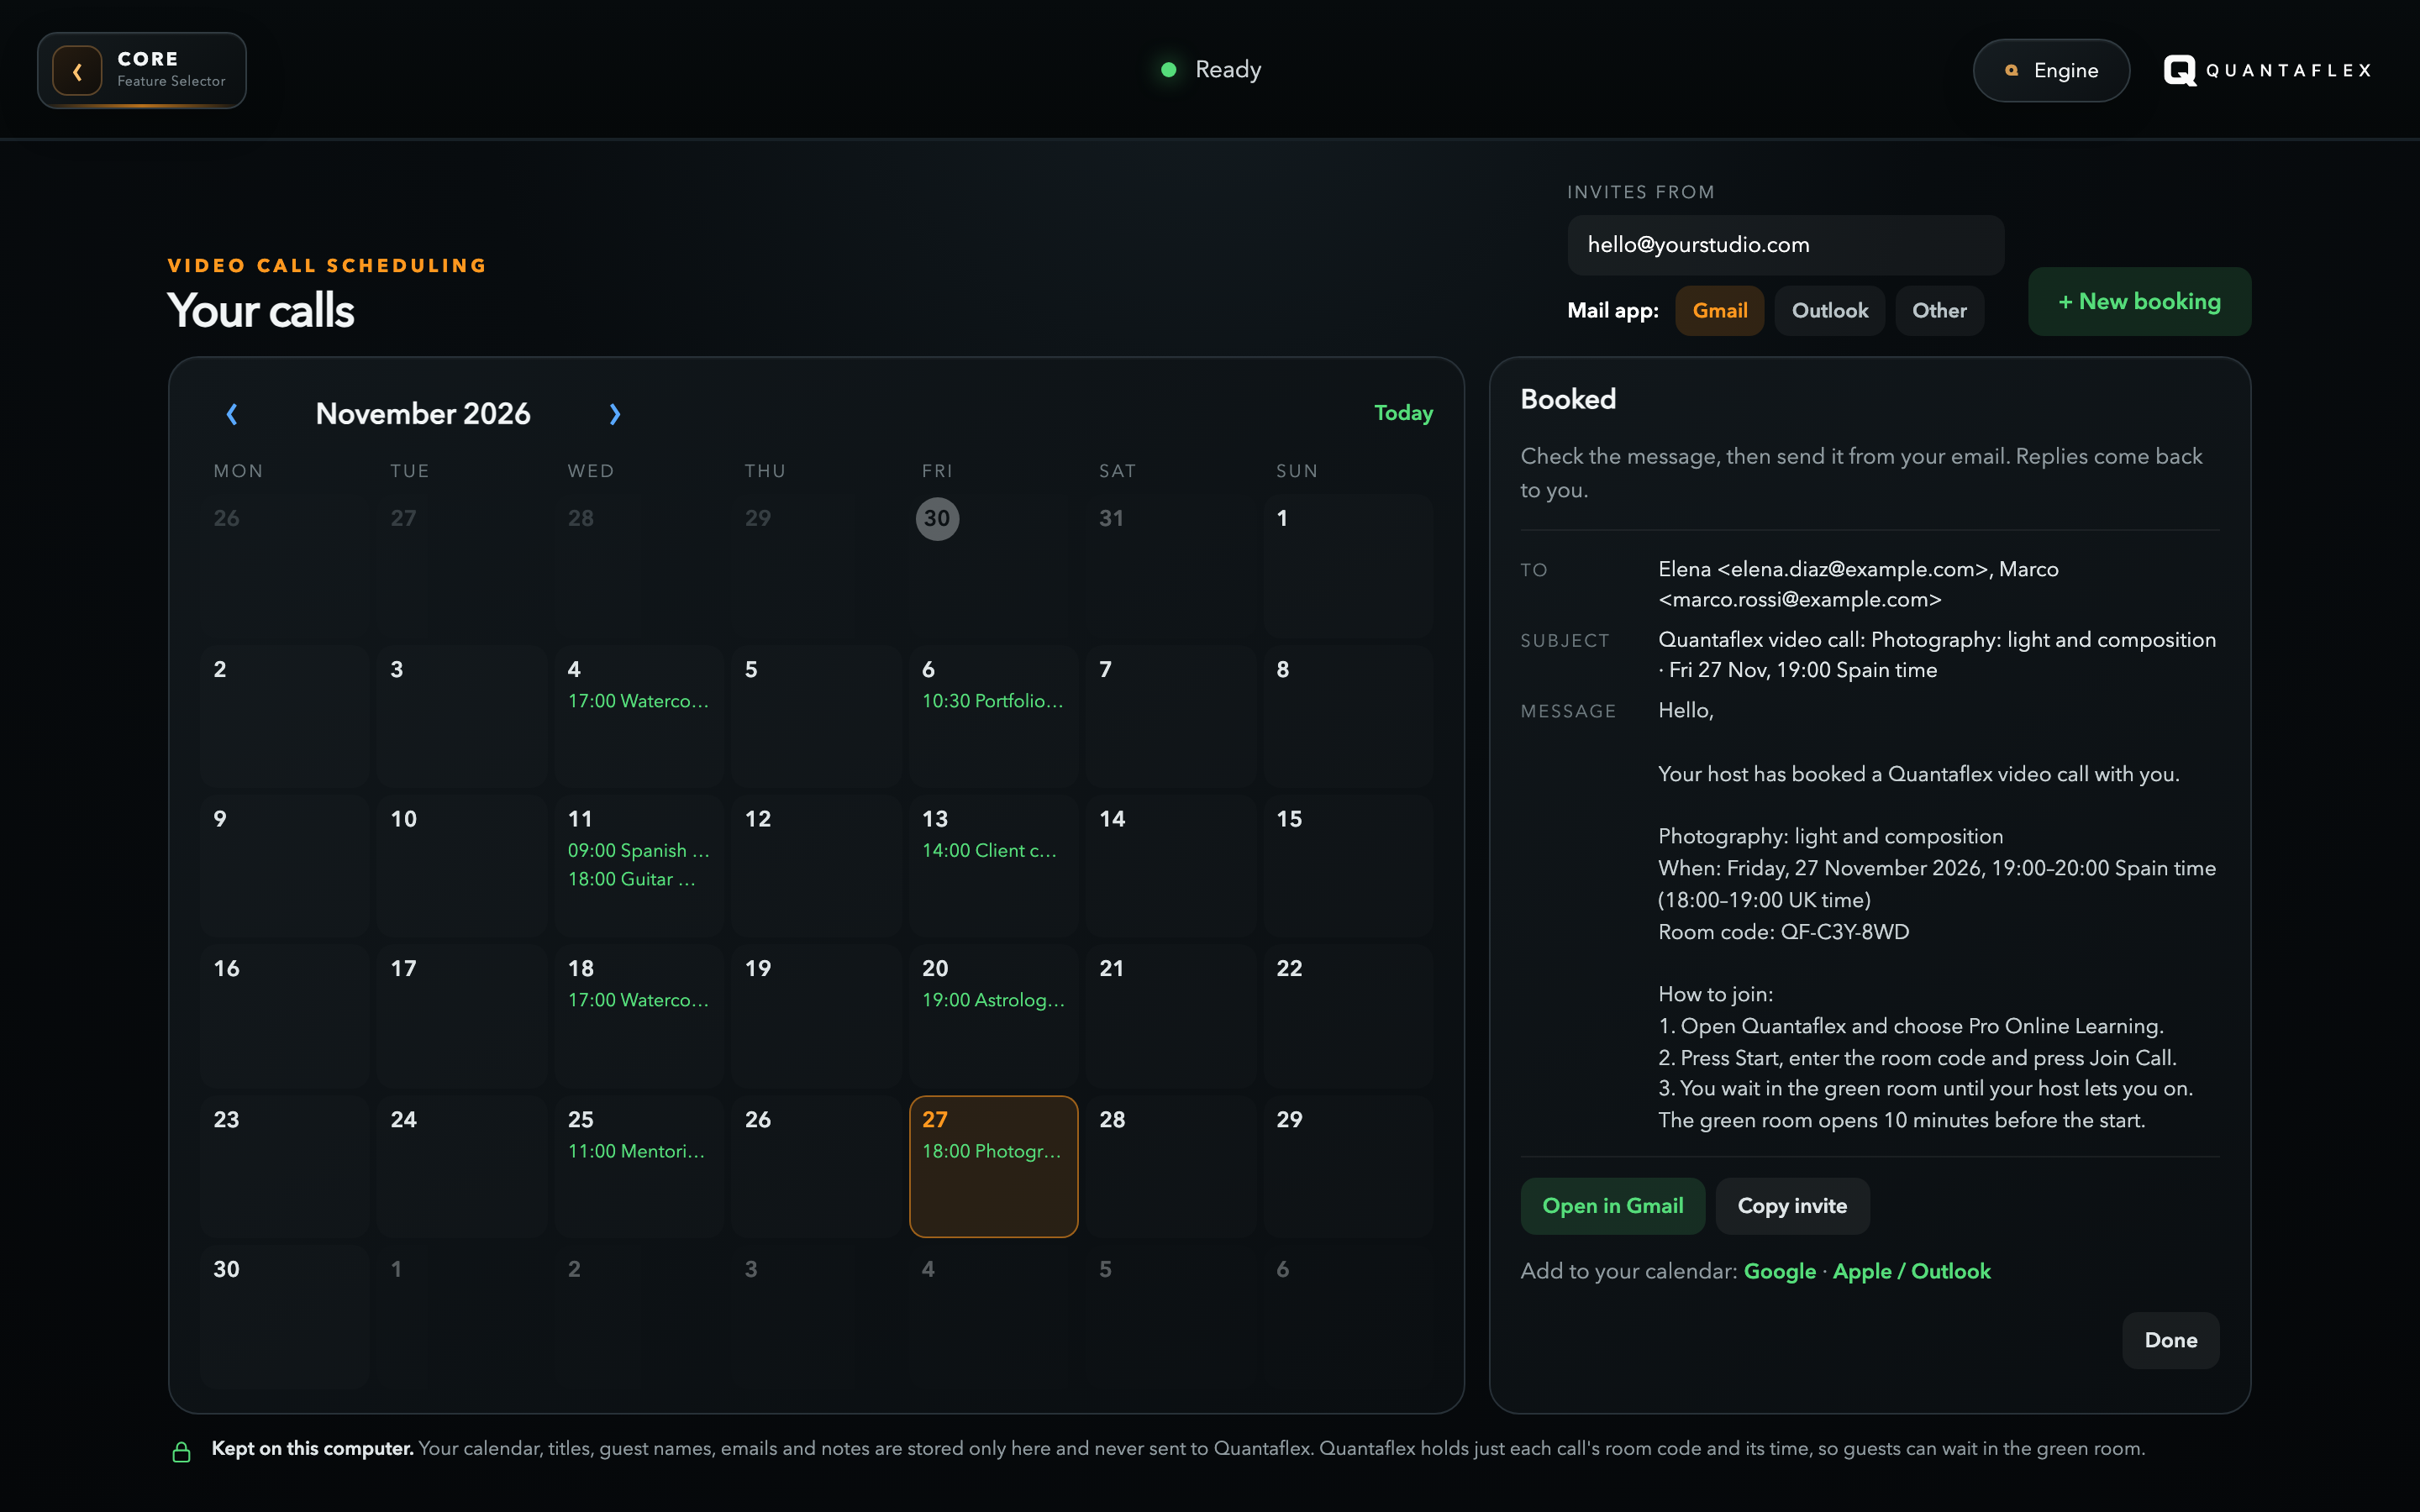 CORE
Feature Selector
Ready
Engine
QUANTAFLEX
INVITES FROM
hello@yourstudio.com
VIDEO CALL SCHEDULING
Your calls
Mail app: Gmail Outlook Other
+ New booking
November 2026
Today
MON TUE WED THU FRI SAT SUN
26 27 28 29 30 31 1
2 3 4 5 6 7 8
17:00 Waterco… 10:30 Portfolio…
9 10 11 12 13 14 15
09:00 Spanish … 14:00 Client c…
18:00 Guitar …
16 17 18 19 20 21 22
17:00 Waterco… 19:00 Astrolog…
23 24 25 26 27 28 29
11:00 Mentori… 18:00 Photogr…
30 1 2 3 4 5 6
Booked
Check the message, then send it from your email. Replies come back
to you.
TO Elena <elena.diaz@example.com>, Marco
<marco.rossi@example.com>
SUBJECT Quantaflex video call: Photography: light and composition
· Fri 27 Nov, 19:00 Spain time
MESSAGE Hello,
Your host has booked a Quantaflex video call with you.
Photography: light and composition
When: Friday, 27 November 2026, 19:00–20:00 Spain time
(18:00–19:00 UK time)
Room code: QF-C3Y-8WD
How to join:
1. Open Quantaflex and choose Pro Online Learning.
2. Press Start, enter the room code and press Join Call.
3. You wait in the green room until your host lets you on.
The green room opens 10 minutes before the start.
Open in Gmail Copy invite
Add to your calendar: Google · Apple / Outlook
Done
Kept on this computer. Your calendar, titles, guest names, emails and notes are stored only here and never sent to Quantaflex. Quantaflex holds just each call's room code and its time, so guests can wait in the green room.